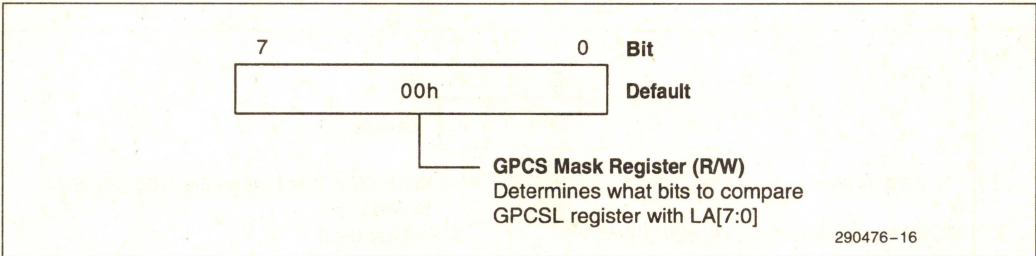 7 0 Bit
00h Default
GPCS Mask Register (R/W)
Determines what bits to compare
GPCSL register with LA[7:0]
290476–16